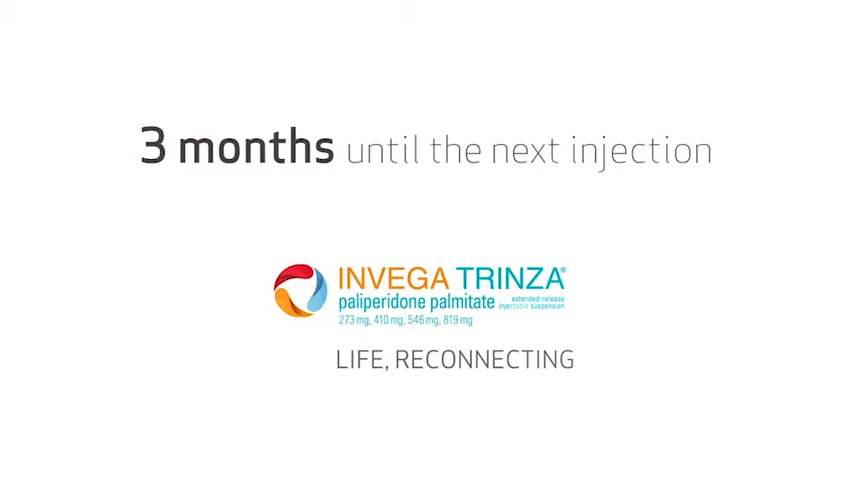 3 months until the next injection
INVEGA TRINZA®
paliperidone palmitate extended-release injectable suspension
273 mg, 410 mg, 546 mg, 819 mg
LIFE, RECONNECTING